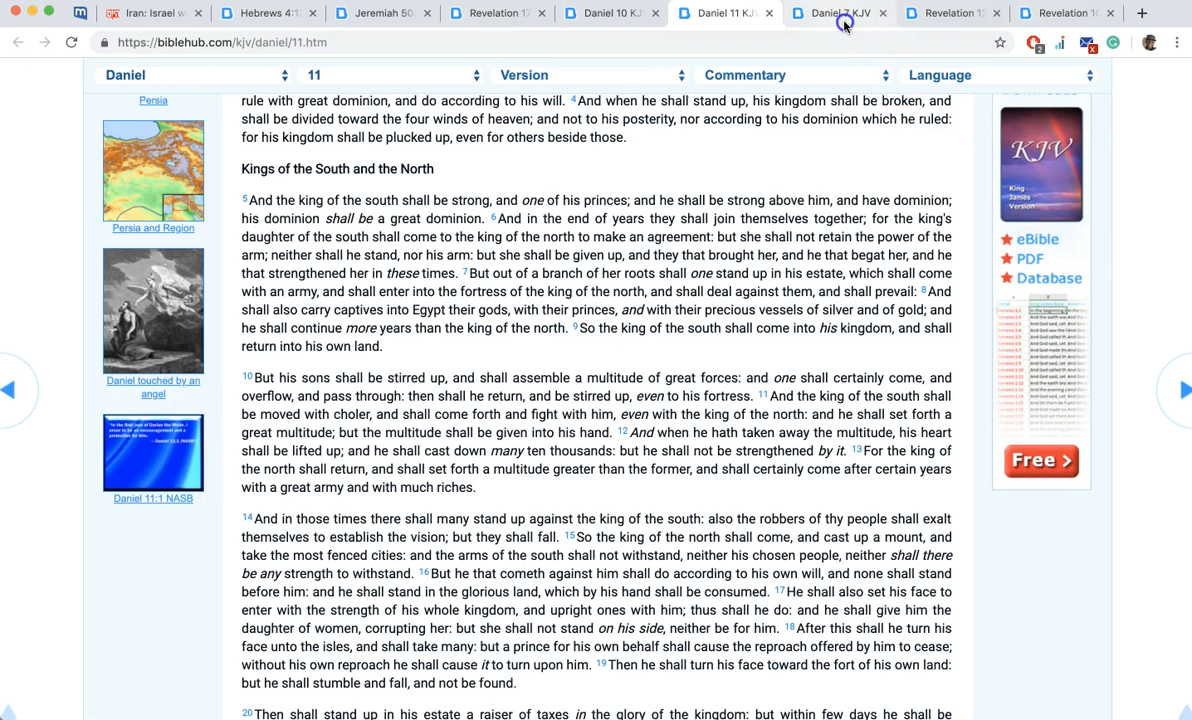 Iran: Israel w
Hebrews 4:1
Jeremiah 50
Revelation 17
Daniel 10 KJ
Daniel 11 KJ
Daniel 7 KJV
Revelation 12
Revelation 1
https://biblehub.com/kjv/daniel/11.htm
Daniel 11 Version Commentary Language
Persia
Persia and Region
Daniel touched by an
angel
Daniel 11:1 NASB
rule with great dominion, and do according to his will. 4And when he shall stand up, his kingdom shall be broken, and
shall be divided toward the four winds of heaven; and not to his posterity, nor according to his dominion which he ruled:
for his kingdom shall be plucked up, even for others beside those.
Kings of the South and the North
5And the king of the south shall be strong, and one of his princes; and he shall be strong above him, and have dominion;
his dominion shall be a great dominion. 6And in the end of years they shall join themselves together; for the king's
daughter of the south shall come to the king of the north to make an agreement: but she shall not retain the power of the
arm; neither shall he stand, nor his arm: but she shall be given up, and they that brought her, and he that begat her, and he
that strengthened her in these times. 7But out of a branch of her roots shall one stand up in his estate, which shall come
with an army, and shall enter into the fortress of the king of the north, and shall deal against them, and shall prevail: 8And
shall also carry captives into Egypt their gods, with their princes, and with their precious vessels of silver and of gold; and
he shall continue more years than the king of the north. 9So the king of the south shall come into his kingdom, and shall
return into his own land.
10But his sons shall be stirred up, and shall assemble a multitude of great forces: and one shall certainly come, and
overflow, and pass through: then shall he return, and be stirred up, even to his fortress. 11And the king of the south shall
be moved with choler, and shall come forth and fight with him, even with the king of the north: and he shall set forth a
great multitude; but the multitude shall be given into his hand. 12And when he hath taken away the multitude, his heart
shall be lifted up; and he shall cast down many ten thousands: but he shall not be strengthened by it. 13For the king of
the north shall return, and shall set forth a multitude greater than the former, and shall certainly come after certain years
with a great army and with much riches.
14And in those times there shall many stand up against the king of the south: also the robbers of thy people shall exalt
themselves to establish the vision; but they shall fall. 15So the king of the north shall come, and cast up a mount, and
take the most fenced cities: and the arms of the south shall not withstand, neither his chosen people, neither shall there
be any strength to withstand. 16But he that cometh against him shall do according to his own will, and none shall stand
before him: and he shall stand in the glorious land, which by his hand shall be consumed. 17He shall also set his face to
enter with the strength of his whole kingdom, and upright ones with him; thus shall he do: and he shall give him the
daughter of women, corrupting her: but she shall not stand on his side, neither be for him. 18After this shall he turn his
face unto the isles, and shall take many: but a prince for his own behalf shall cause the reproach offered by him to cease;
without his own reproach he shall cause it to turn upon him. 19Then he shall turn his face toward the fort of his own land:
but he shall stumble and fall, and not be found.
20Then shall stand up in his estate a raiser of taxes in the glory of the kingdom: but within few days he shall be
KJV
King
James
Version
eBible
PDF
Database
Free >